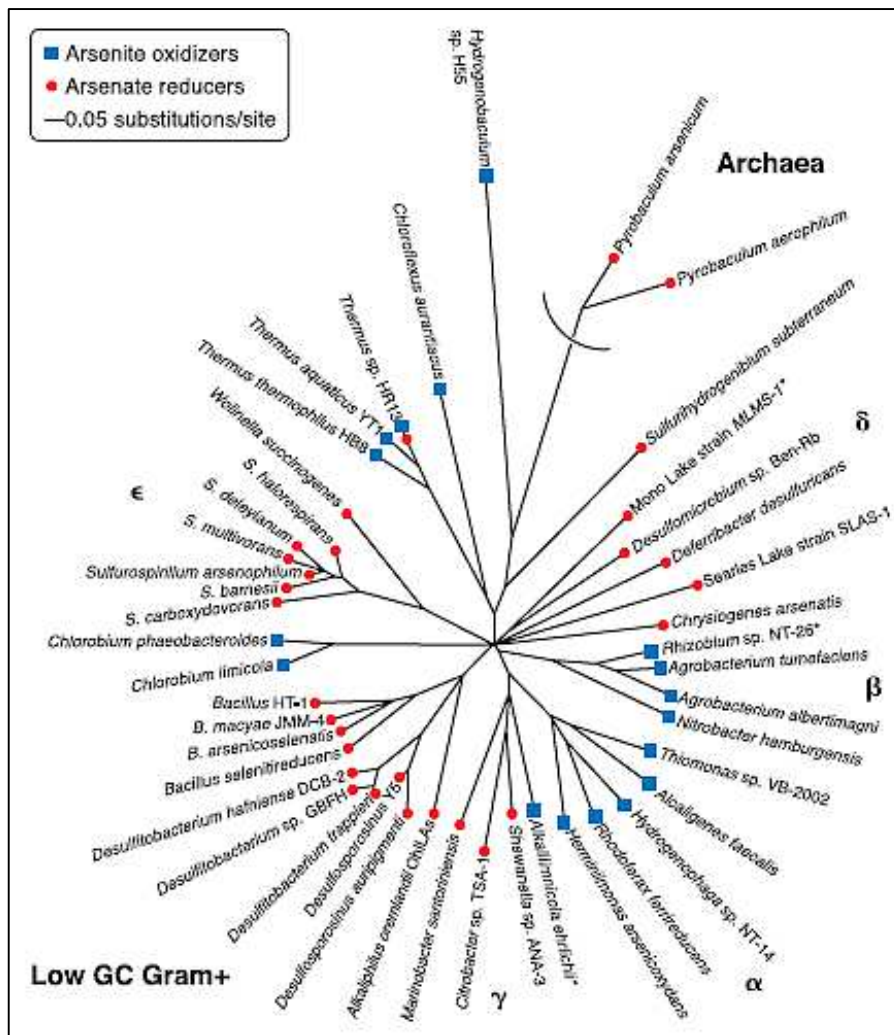 Arsenite oxidizers
Arsenate reducers
0.05 substitutions/site
Hydrogenobaculum
sp. H55
Archaea
Pyrobaculum arsenicum
Pyrobaculum aerophilum
Sulfurihydrogenibium subterraneum
Mono Lake strain MLMS-1*
δ
Desulfomicrobium sp. Ben-Rb
Deferribacter desulfuricans
Searles Lake strain SLAS-1
Chrysiogenes arsenatis
Rhizobium sp. NT-26*
Agrobacterium tumefaciens
β
Agrobacterium albertimagni
Nitrobacter hamburgensis
Thiomonas sp. VB-2002
Alcaligenes faecalis
Hydrogenophaga sp. NT-14
Rhodoferax ferrireducens
α
Herminiimonas arsenicoxydans
Alkalilimnicola ehrlichii*
Shewanella sp. ANA-3
γ
Citrobacter sp. TSA-1
Marinobacter santoriniensis
Alkaliphilus oremlandii OhILAs
Desulfosporosinus auripigmenti
Desulfosporosinus Y5
Desulfitobacterium frappieri
Desulfitobacterium sp. GBFH
Desulfitobacterium hafniense DCB-2
Low GC Gram+
Bacillus selenitireducens
B. arsenicoselenatis
B. macyae JMM-4
Bacillus HT-1
Chlorobium limicola
Chlorobium phaeobacteroides
S. carboxydovorans
S. barnesii
Sulfurospirillum arsenophilum
S. multivorans
S. deleyianum
S. halorespirans
ϵ
Wolinella succinogenes
Thermus thermophilus HB8
Thermus aquaticus YT1
Thermus sp. HR13
Chloroflexus aurantiacus